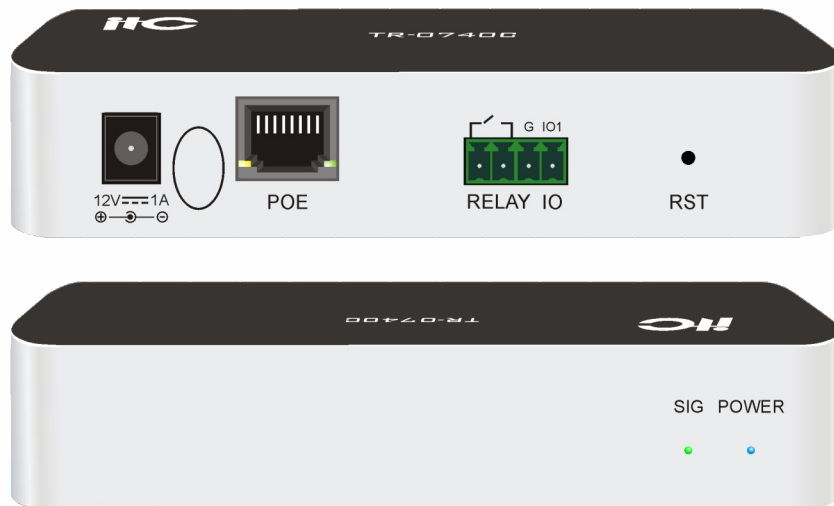 itc
TR-0740C
G IO1
12V 1A
POE
RELAY IO
RST
TR-0740C
itc
SIG POWER